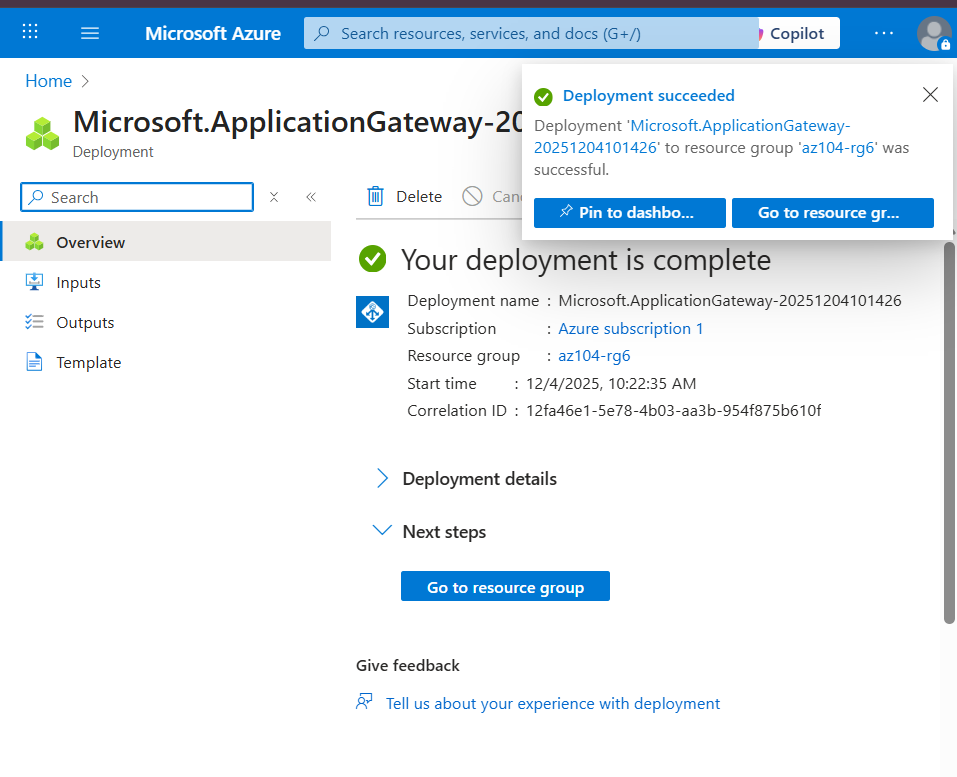 Microsoft Azure
Search resources, services, and docs (G+/)
Copilot
Home
Microsoft.ApplicationGateway-20
Deployment
Deployment succeeded
Deployment 'Microsoft.ApplicationGateway-
20251204101426' to resource group 'az104-rg6' was
successful.
Pin to dashbo...
Go to resource gr...
Search
Delete
Canc
Overview
Inputs
Outputs
Template
Your deployment is complete
Deployment name : Microsoft.ApplicationGateway-20251204101426
Subscription : Azure subscription 1
Resource group : az104-rg6
Start time : 12/4/2025, 10:22:35 AM
Correlation ID : 12fa46e1-5e78-4b03-aa3b-954f875b610f
Deployment details
Next steps
Go to resource group
Give feedback
Tell us about your experience with deployment